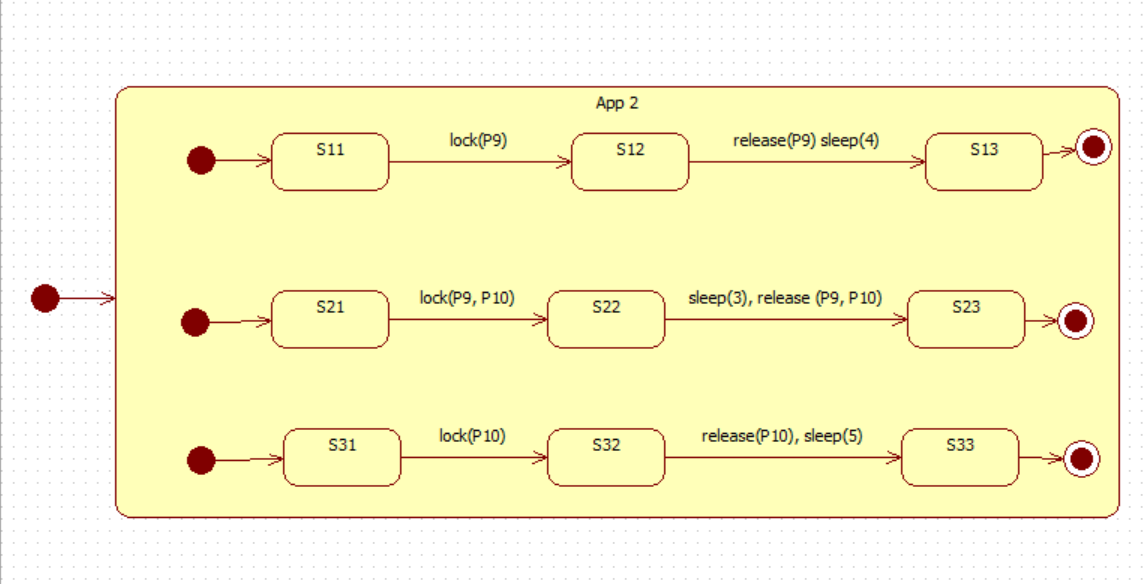 App 2
S11
lock(P9)
S12
release(P9) sleep(4)
S13
S21
lock(P9, P10)
S22
sleep(3), release (P9, P10)
S23
S31
lock(P10)
S32
release(P10), sleep(5)
S33